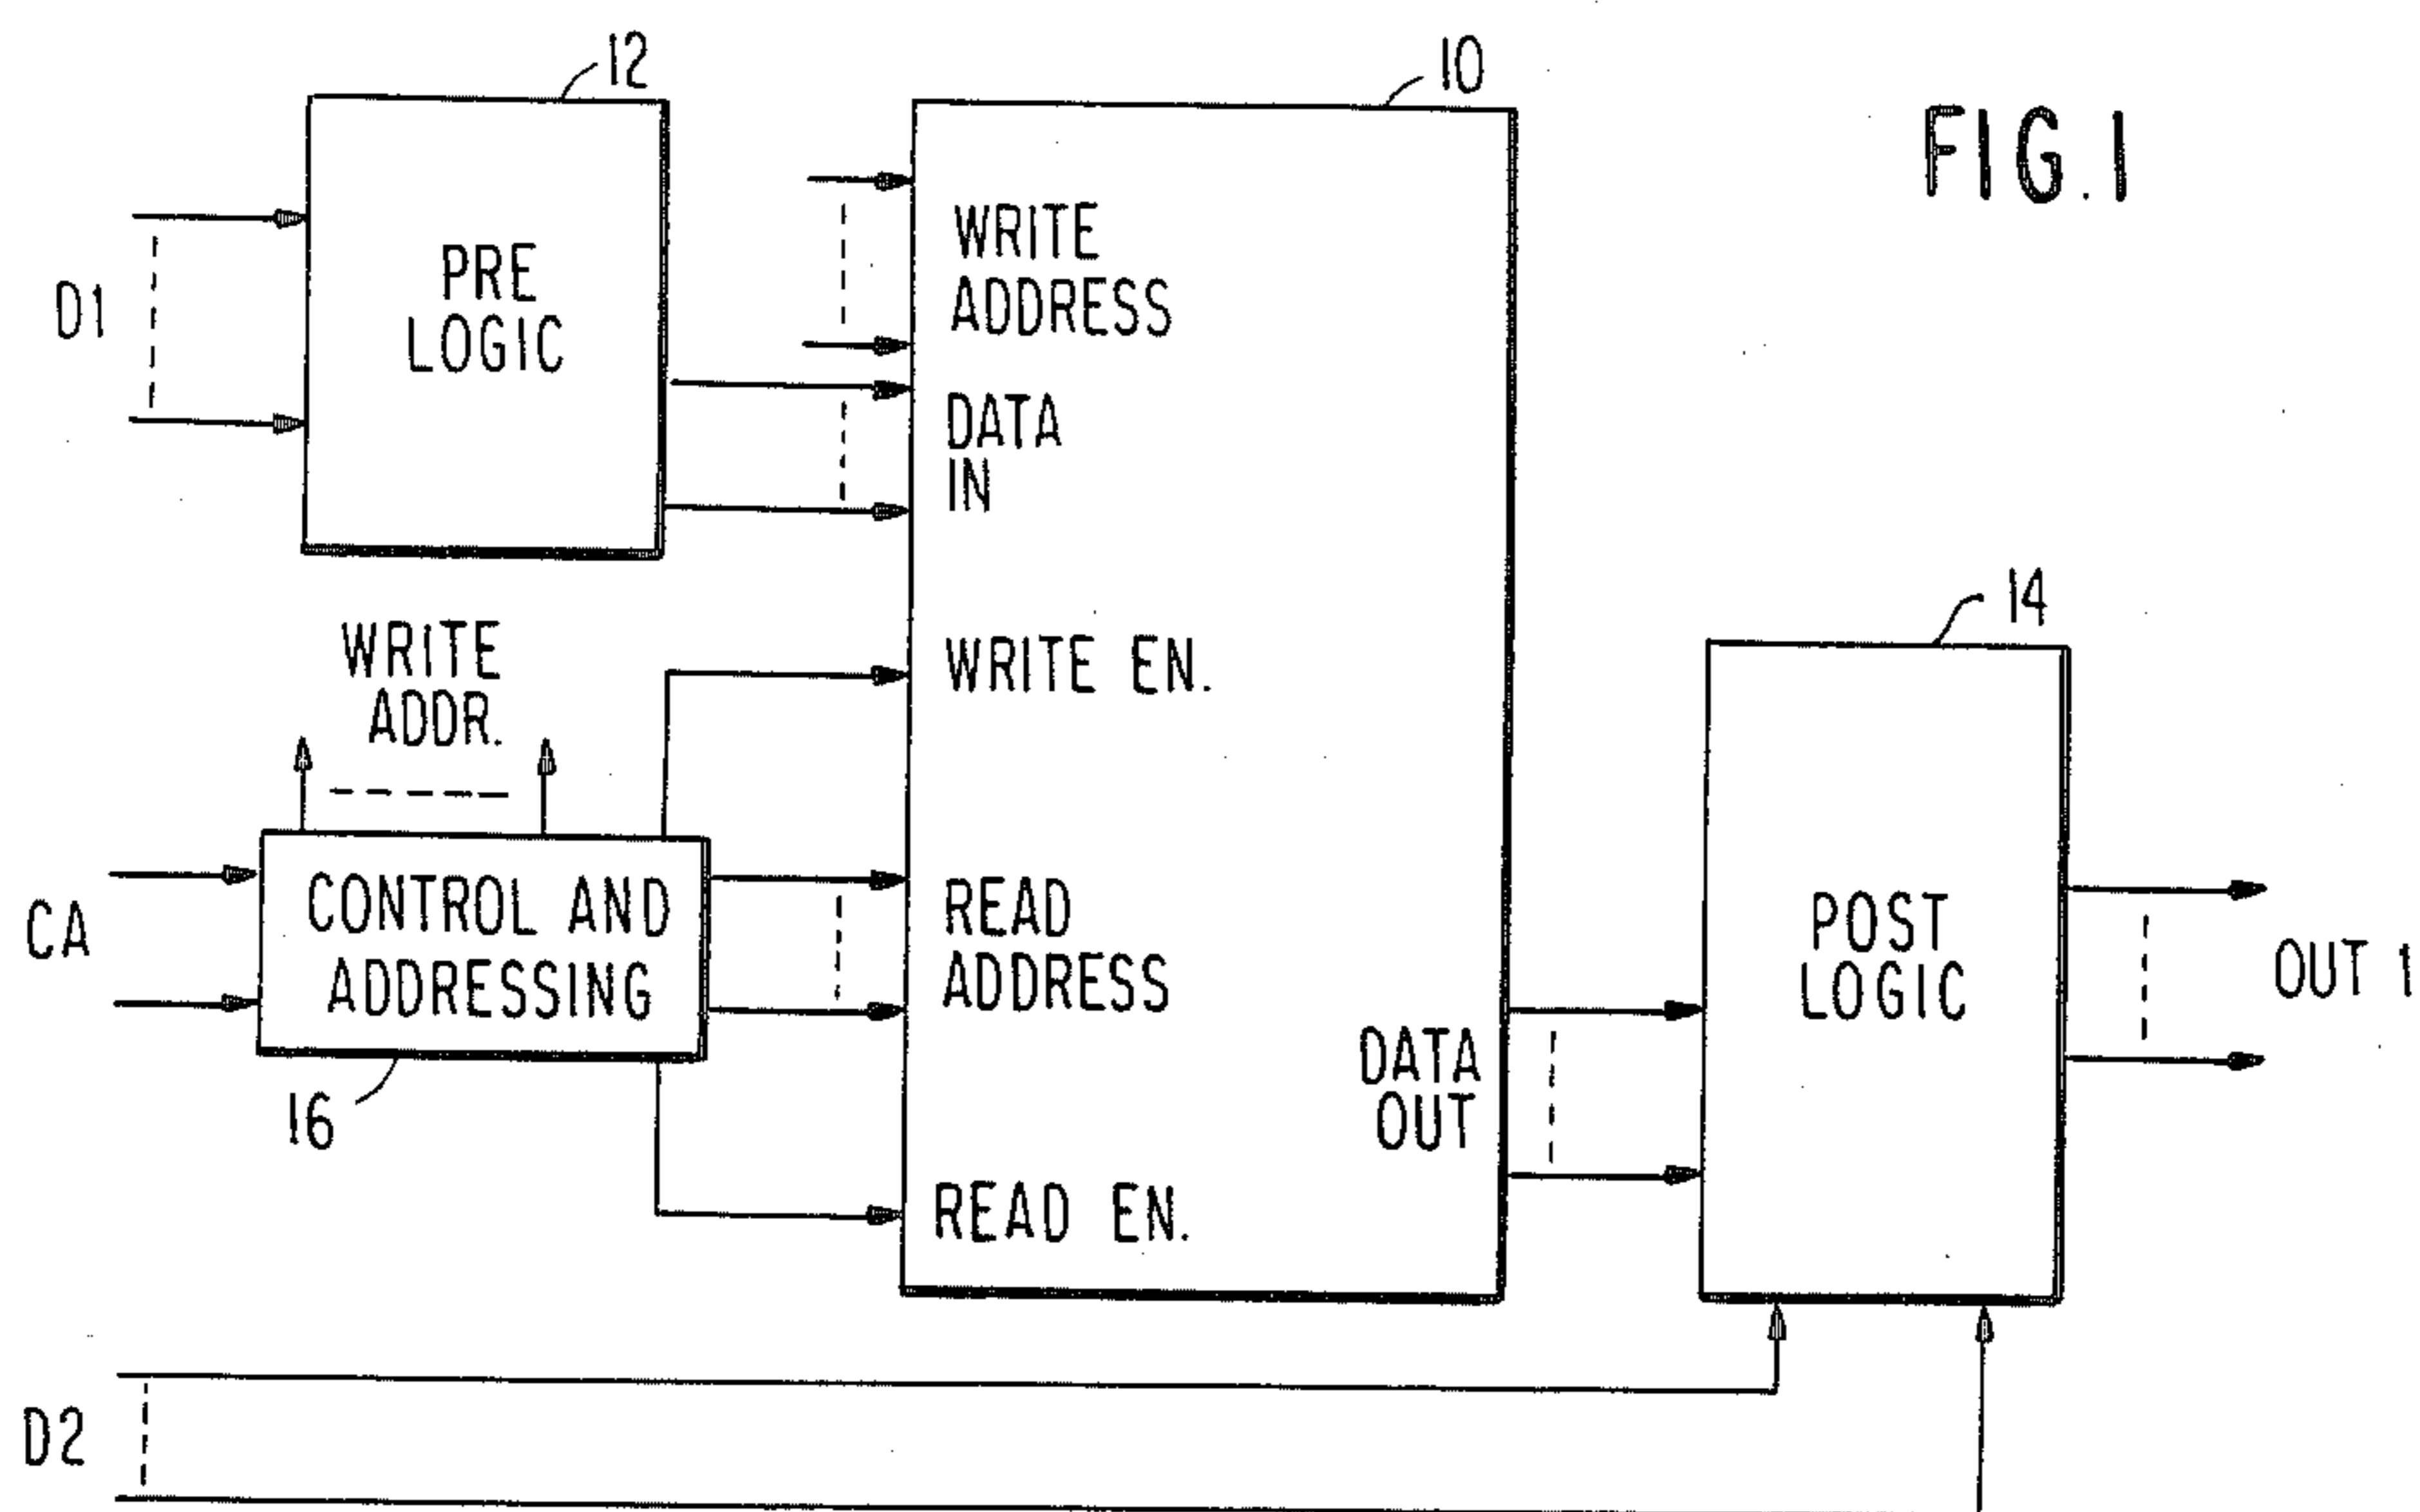 12
10
FIG.1
D1
PRE
LOGIC
WRITE
ADDRESS
DATA
IN
WRITE
ADDR.
WRITE EN.
14
CA
CONTROL AND
ADDRESSING
16
READ
ADDRESS
DATA
OUT
READ EN.
POST
LOGIC
OUT 1
D2